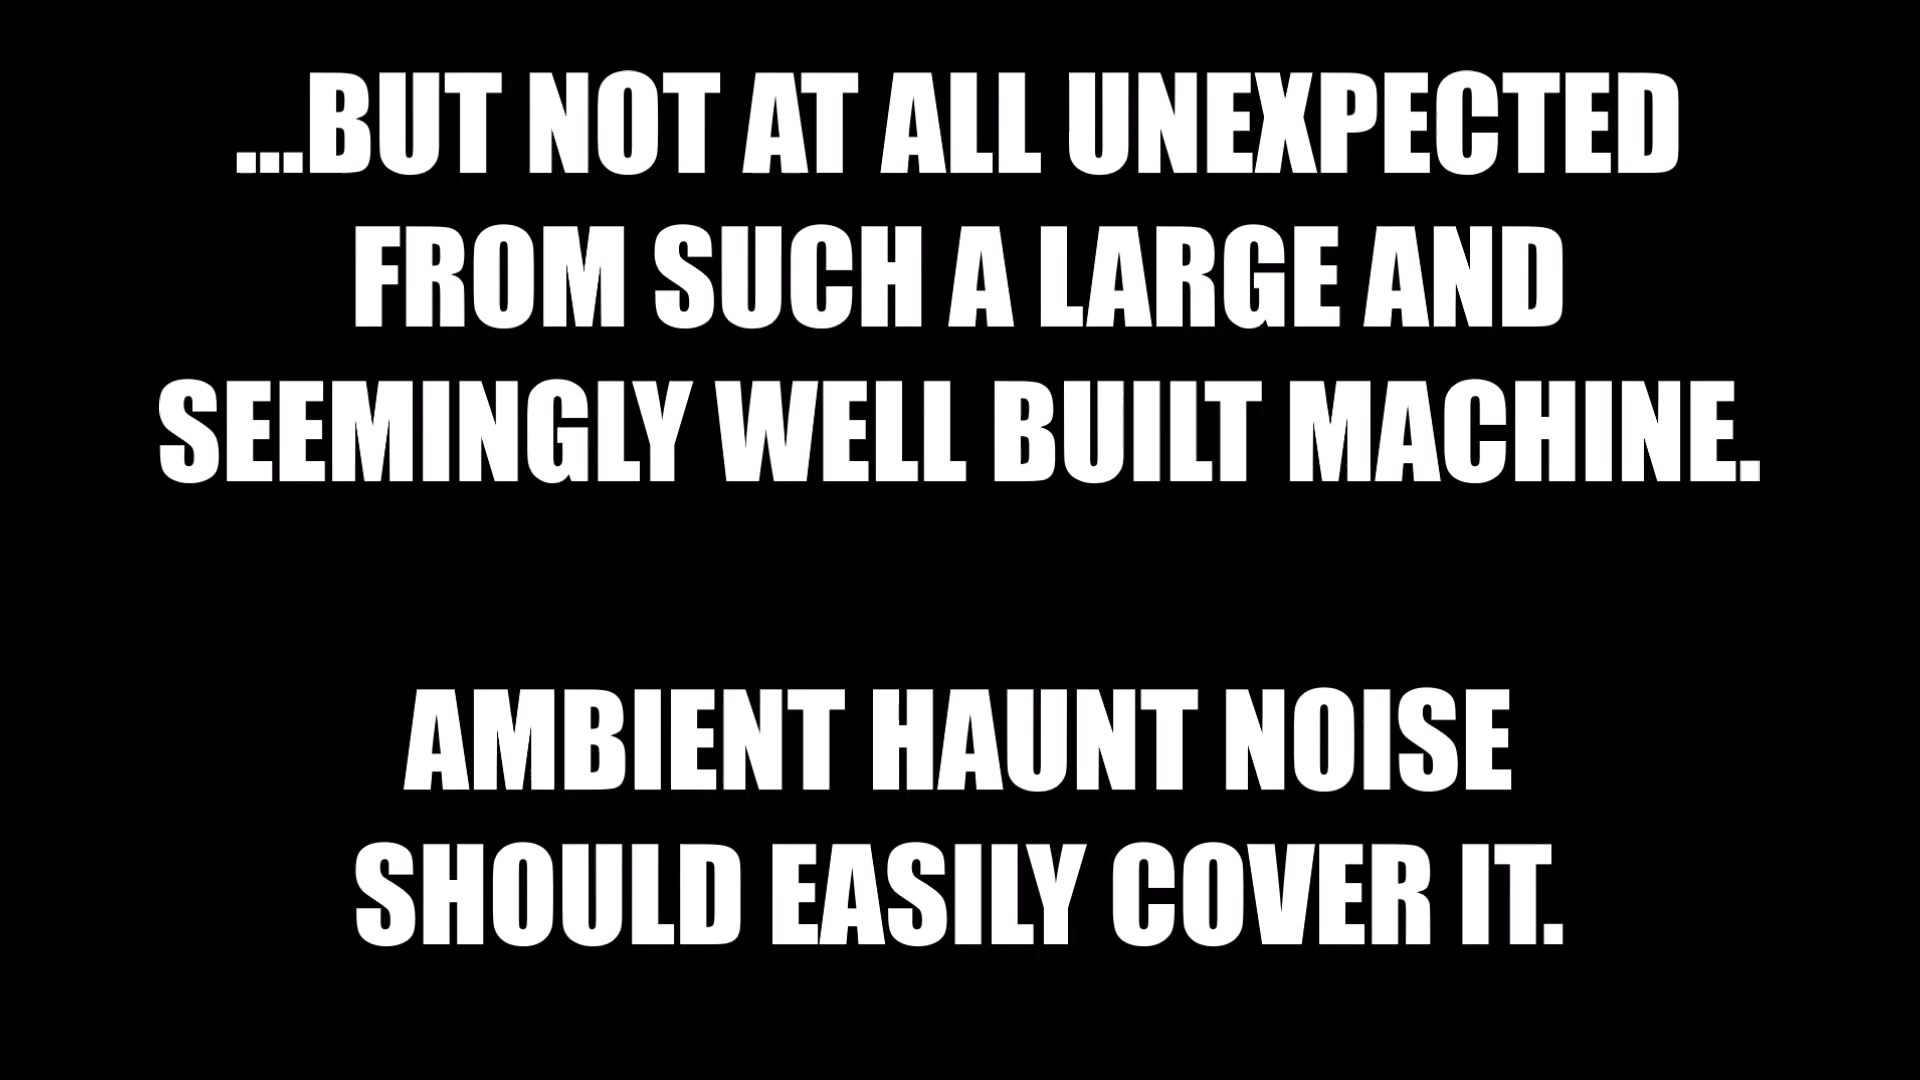 ...BUT NOT AT ALL UNEXPECTED
FROM SUCH A LARGE AND
SEEMINGLY WELL BUILT MACHINE.
AMBIENT HAUNT NOISE
SHOULD EASILY COVER IT.